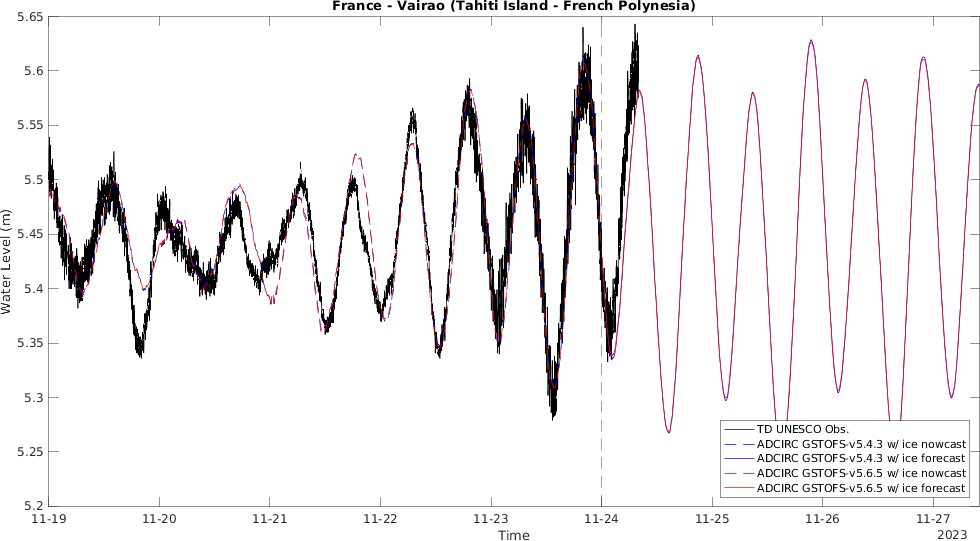 France - Vairao (Tahiti Island - French Polynesia)
5.65
5.6
5.55
5.5
5.45
5.4
5.35
5.3
5.25
5.2
Water Level (m)
TD UNESCO Obs.
ADCIRC GSTOFS-v5.4.3 w/ ice nowcast
ADCIRC GSTOFS-v5.4.3 w/ ice forecast
ADCIRC GSTOFS-v5.6.5 w/ ice nowcast
ADCIRC GSTOFS-v5.6.5 w/ ice forecast
11-19 11-20 11-21 11-22 11-23 11-24 11-25 11-26 11-27
Time
2023